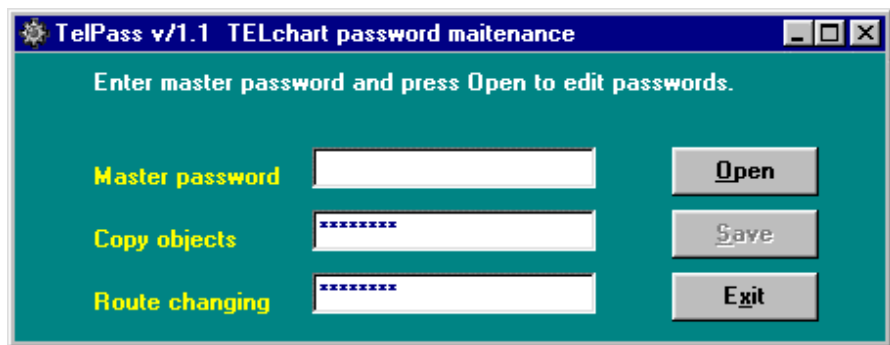 TelPass v/1.1 TELchart password maitenance
Enter master password and press Open to edit passwords.
Master password
Open
Copy objects
********
Save
Route changing
********
Exit